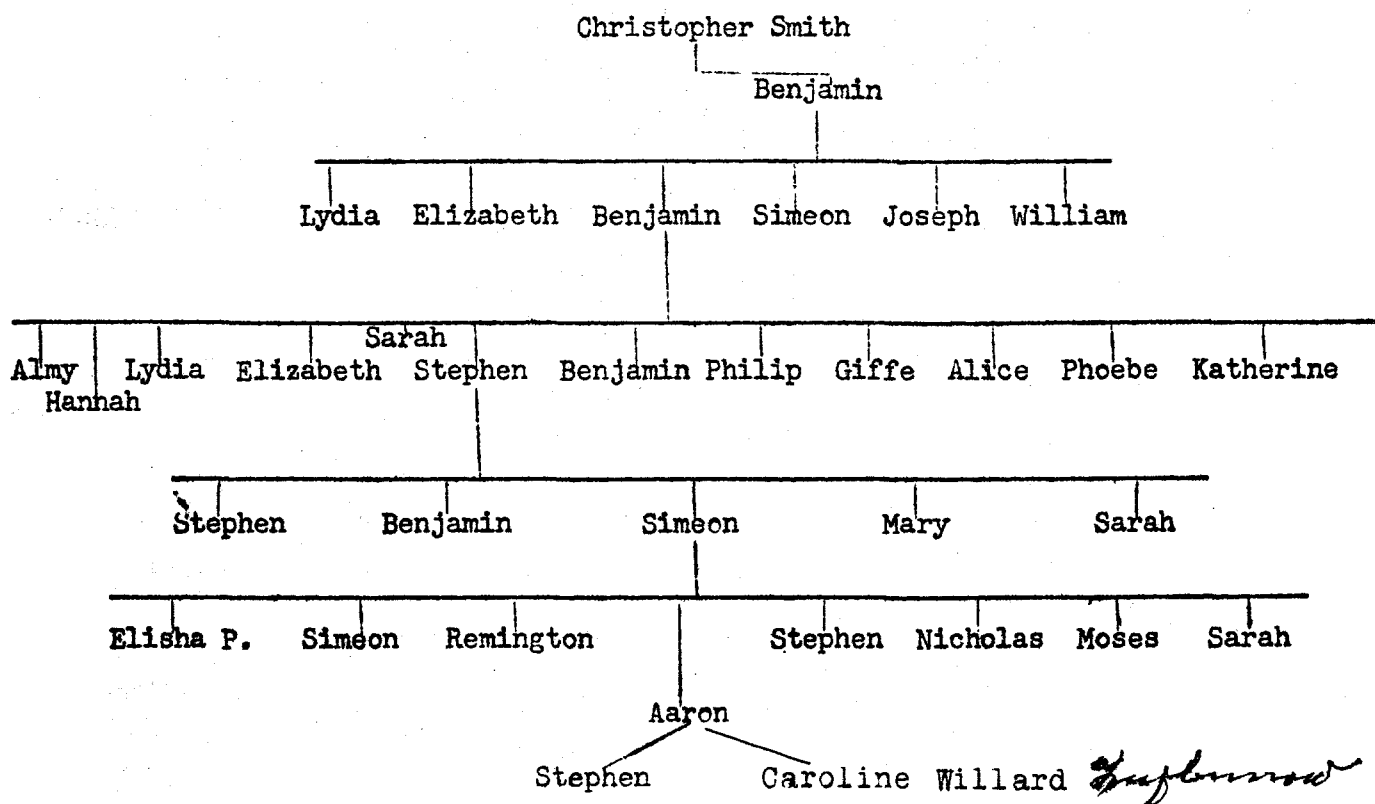 Christopher Smith
Benjamin
Lydia Elizabeth Benjamin Simeon Joseph William
Sarah
Almy Lydia Elizabeth Stephen Benjamin Philip Giffe Alice Phoebe Katherine
Hannah
Stephen Benjamin Simeon Mary Sarah
Elisha P. Simeon Remington Stephen Nicholas Moses Sarah
Aaron
Stephen Caroline Willard